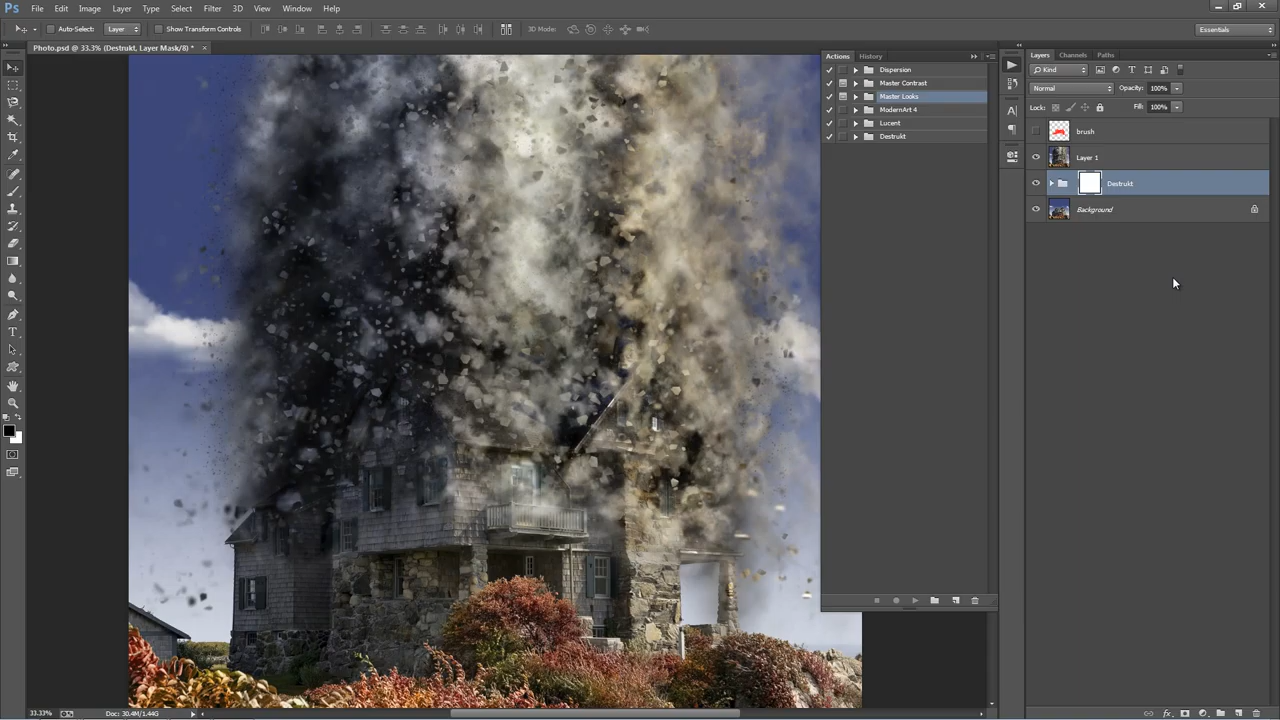 Ps File Edit Image Layer Type Select Filter 3D View Window Help
Auto-Select: Layer Show Transform Controls 3D Mode: Essentials
Photo.psd @ 33.3% (Destrukt, Layer Mask/8) * ×
Actions History
Dispersion
Master Contrast
Master Looks
ModernArt 4
Lucent
Destrukt
Layers Channels Paths
Kind
Normal Opacity: 100%
Lock: Fill: 100%
brush
Layer 1
Destrukt
Background
33.33% Doc: 30.4M/1.44G